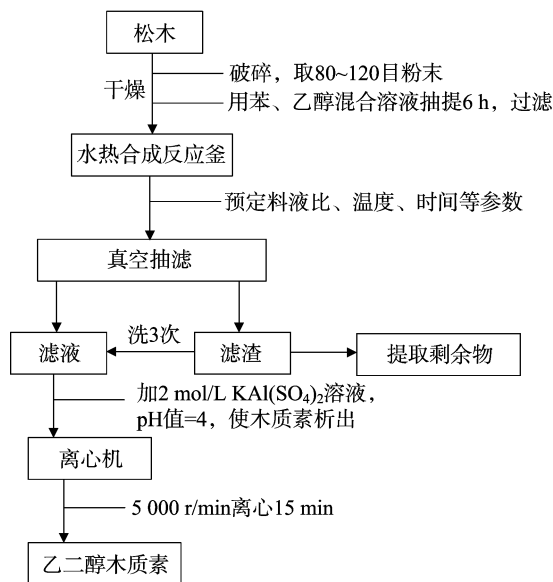 松木
破碎，取80~120目粉末
干燥
用苯、乙醇混合溶液抽提6 h，过滤
水热合成反应釜
预定料液比、温度、时间等参数
真空抽滤
滤液
洗3次
滤渣
提取剩余物
加2 mol/L KAl(SO₄)₂溶液，
pH值=4，使木质素析出
离心机
5 000 r/min离心15 min
乙二醇木质素